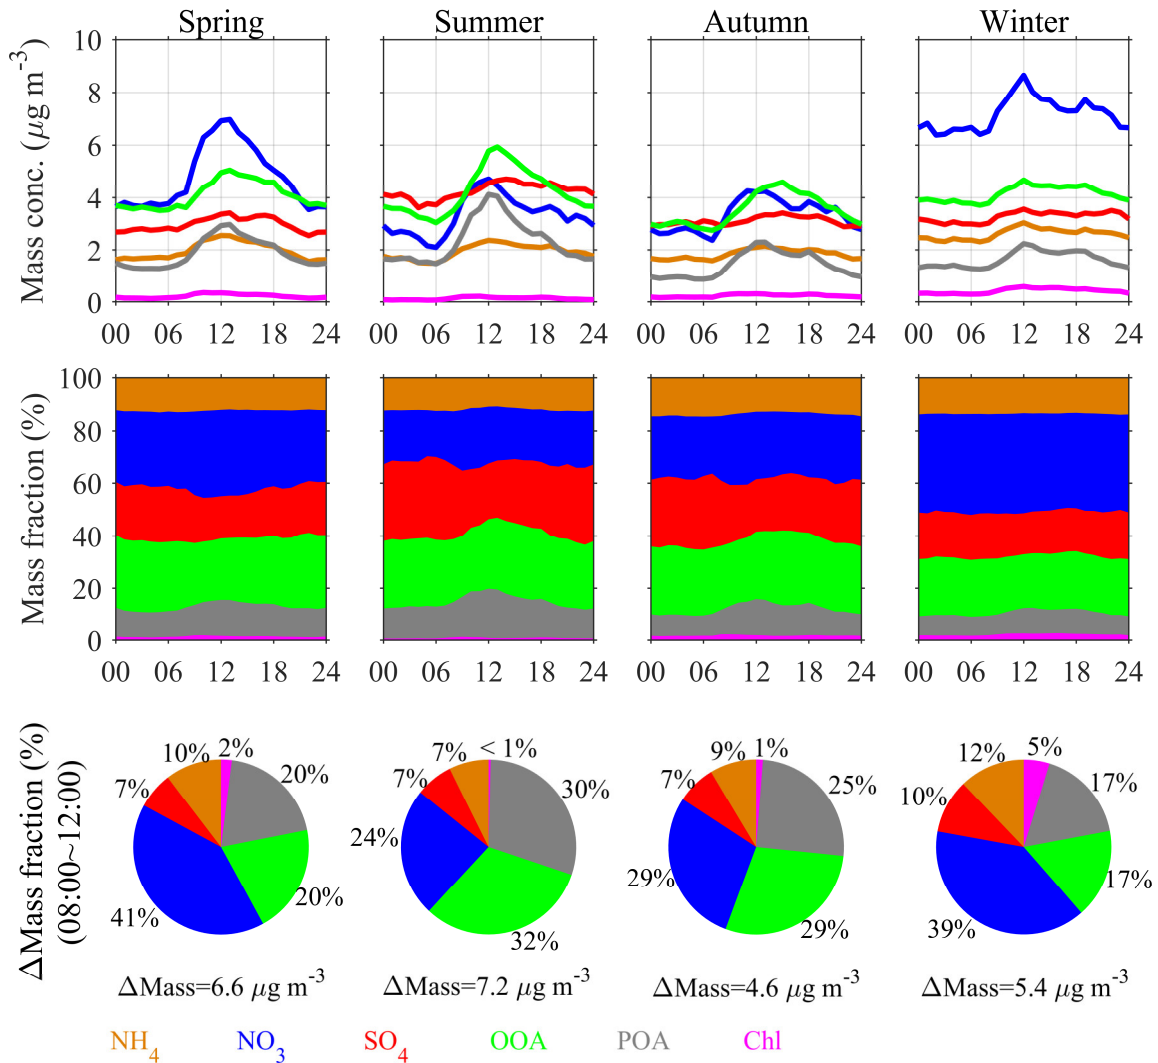 Spring Summer Autumn Winter
Mass conc. (μg m⁻³)
10
8
6
4
2
0
00 06 12 18 24 00 06 12 18 24 00 06 12 18 24 00 06 12 18 24
Mass fraction (%)
100
80
60
40
20
0
00 06 12 18 24 00 06 12 18 24 00 06 12 18 24 00 06 12 18 24
ΔMass fraction (%)
(08:00~12:00)
10% 2% 20% 7% 41% 20%
7% < 1% 30% 7% 24% 32%
9% 1% 25% 7% 29% 29%
12% 5% 17% 10% 39% 17%
ΔMass=6.6 μg m⁻³ ΔMass=7.2 μg m⁻³ ΔMass=4.6 μg m⁻³ ΔMass=5.4 μg m⁻³
NH₄ NO₃ SO₄ OOA POA Chl